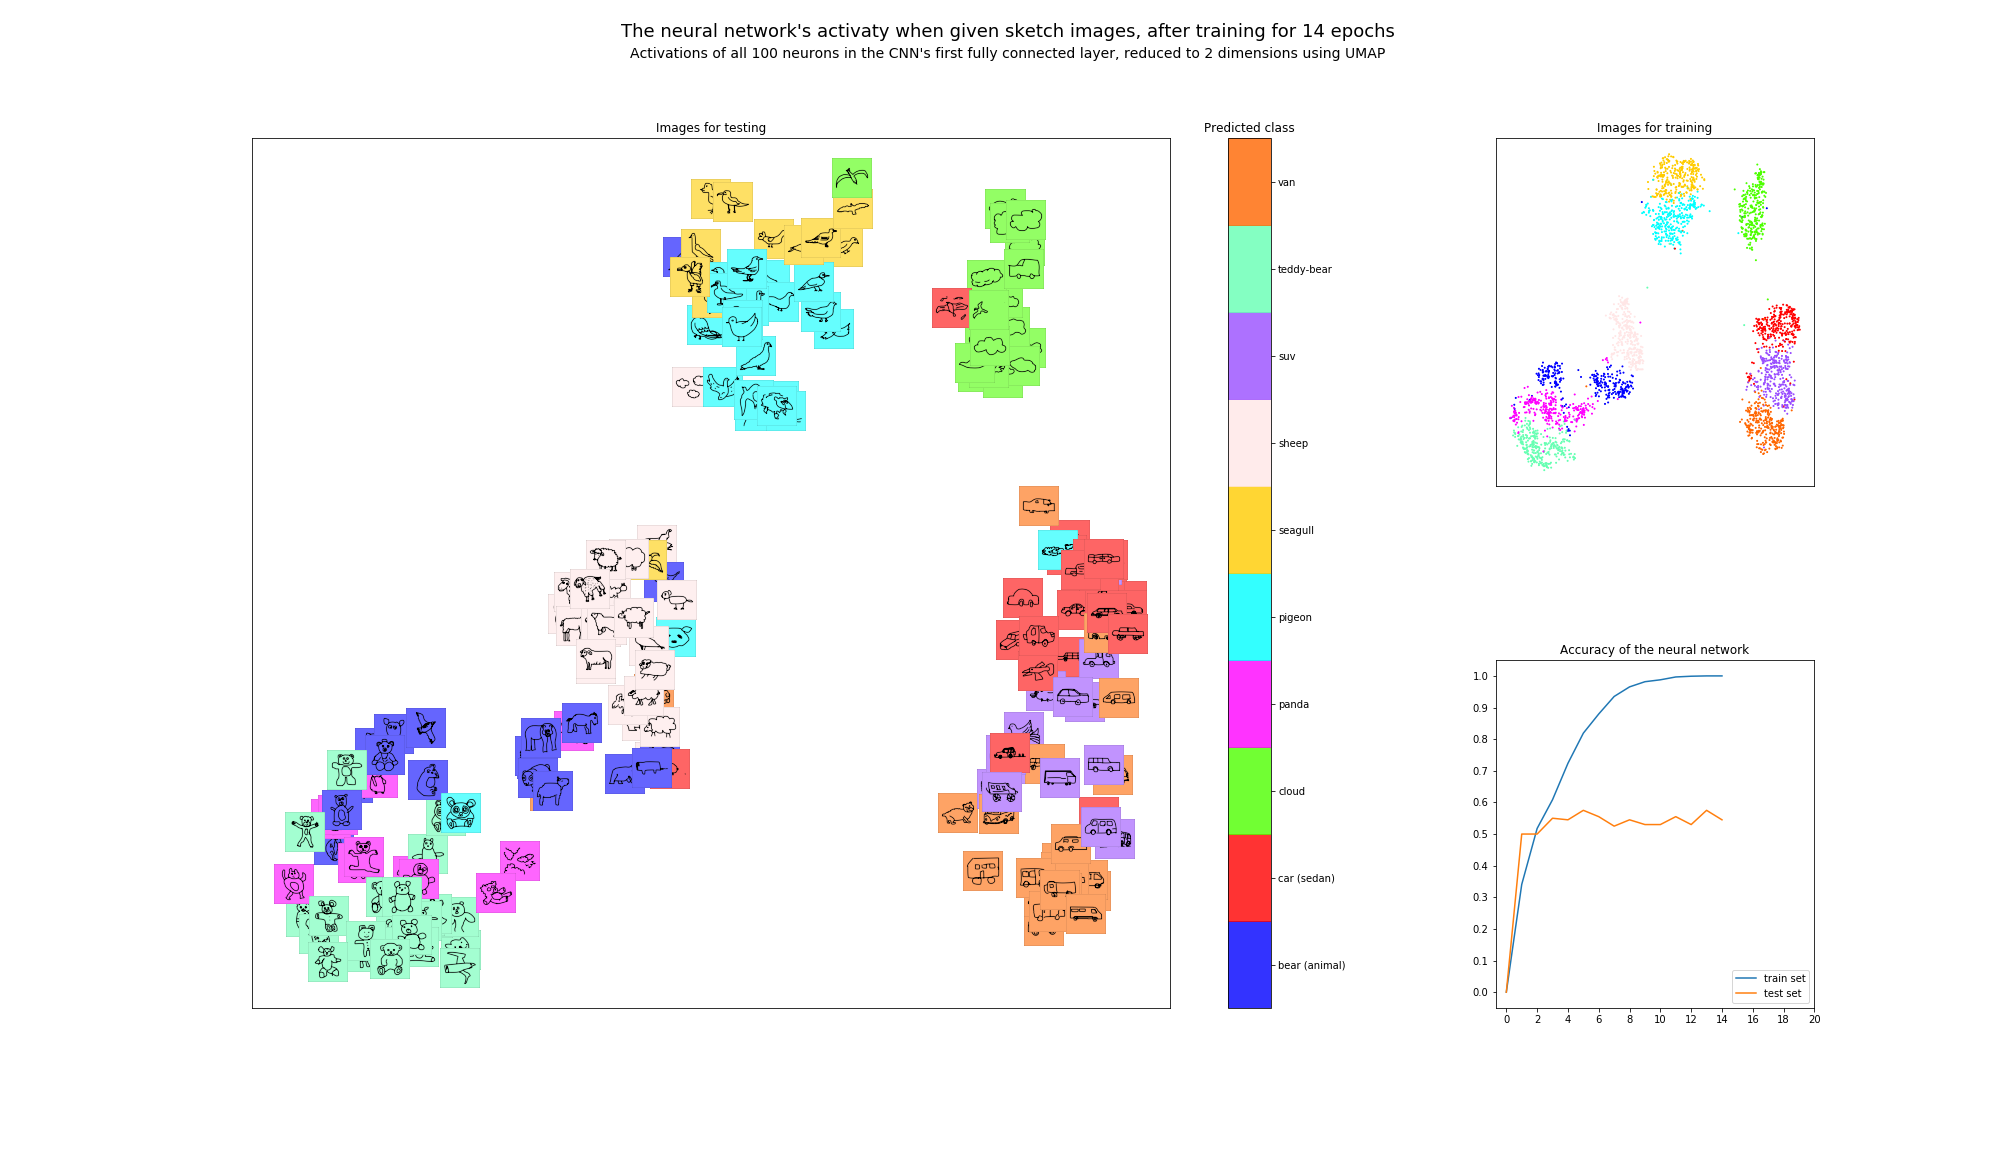 The neural network's activaty when given sketch images, after training for 14 epochs
Activations of all 100 neurons in the CNN's first fully connected layer, reduced to 2 dimensions using UMAP
Images for testing
Predicted class
van
teddy-bear
suv
sheep
seagull
pigeon
panda
cloud
car (sedan)
bear (animal)
Images for training
Accuracy of the neural network
1.0
0.9
0.8
0.7
0.6
0.5
0.4
0.3
0.2
0.1
0.0
train set
test set
0 2 4 6 8 10 12 14 16 18 20